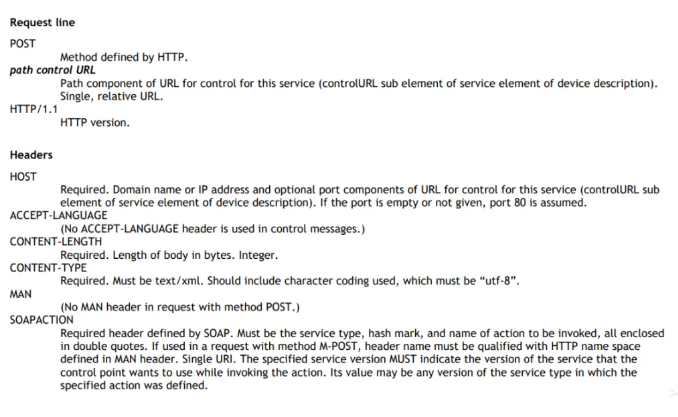 Request line
POST
Method defined by HTTP.
path control URL
Path component of URL for control for this service (controlURL sub element of service element of device description).
Single, relative URL.
HTTP/1.1
HTTP version.
Headers
HOST
Required. Domain name or IP address and optional port components of URL for control for this service (controlURL sub
element of service element of device description). If the port is empty or not given, port 80 is assumed.
ACCEPT-LANGUAGE
(No ACCEPT-LANGUAGE header is used in control messages.)
CONTENT-LENGTH
Required. Length of body in bytes. Integer.
CONTENT-TYPE
Required. Must be text/xml. Should include character coding used, which must be “utf-8”.
MAN
(No MAN header in request with method POST.)
SOAPACTION
Required header defined by SOAP. Must be the service type, hash mark, and name of action to be invoked, all enclosed
in double quotes. If used in a request with method M-POST, header name must be qualified with HTTP name space
defined in MAN header. Single URI. The specified service version MUST indicate the version of the service that the
control point wants to use while invoking the action. Its value may be any version of the service type in which the
specified action was defined.